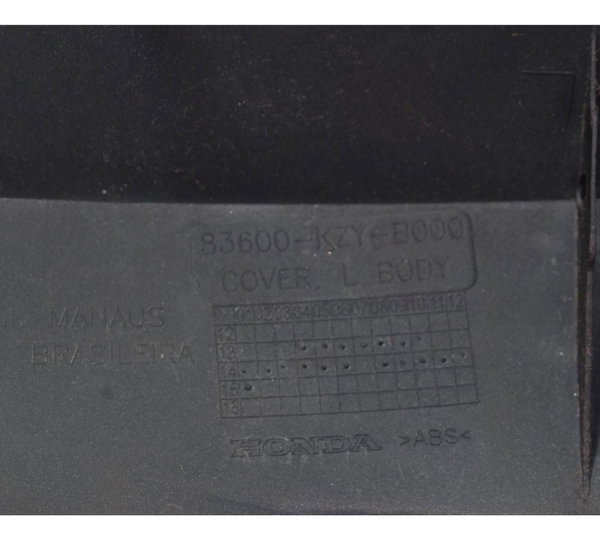 83600-KZY-B000
COVER, L BODY
MANAUS
BRASILEIRA
01 02 03 04 05 06 07 08 09 10 11 12
12
13
14
15
16
HONDA >ABS<